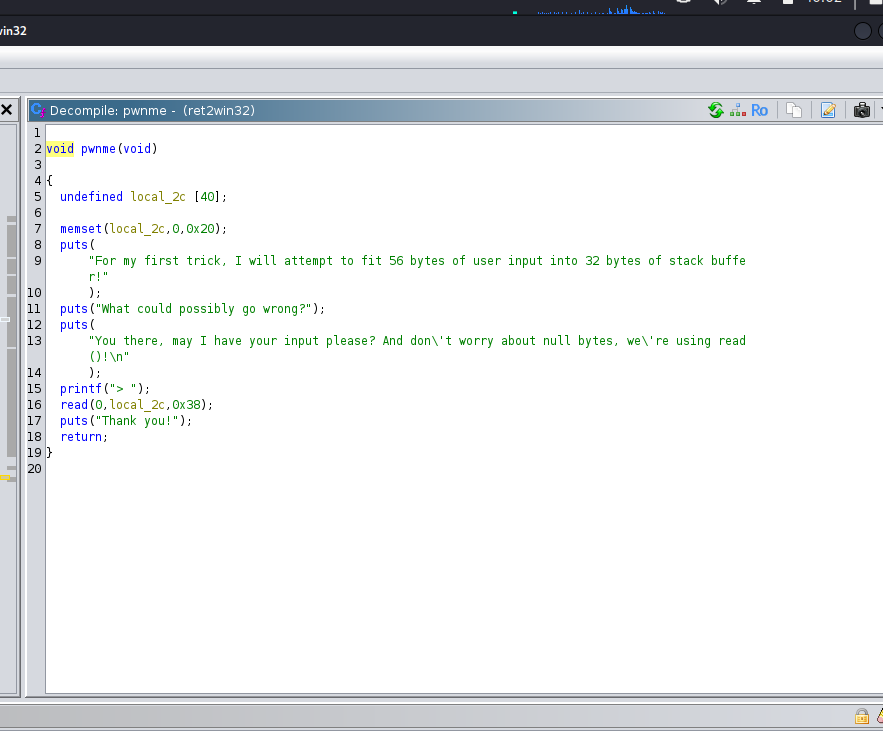 in32
Decompile: pwnme - (ret2win32)
Ro
1
2 void pwnme(void)
3
4 {
5 undefined local_2c [40];
6
7 memset(local_2c,0,0x20);
8 puts(
9 "For my first trick, I will attempt to fit 56 bytes of user input into 32 bytes of stack buffe
r!"
10 );
11 puts("What could possibly go wrong?");
12 puts(
13 "You there, may I have your input please? And don\'t worry about null bytes, we\'re using read
()!\n"
14 );
15 printf("> ");
16 read(0,local_2c,0x38);
17 puts("Thank you!");
18 return;
19 }
20